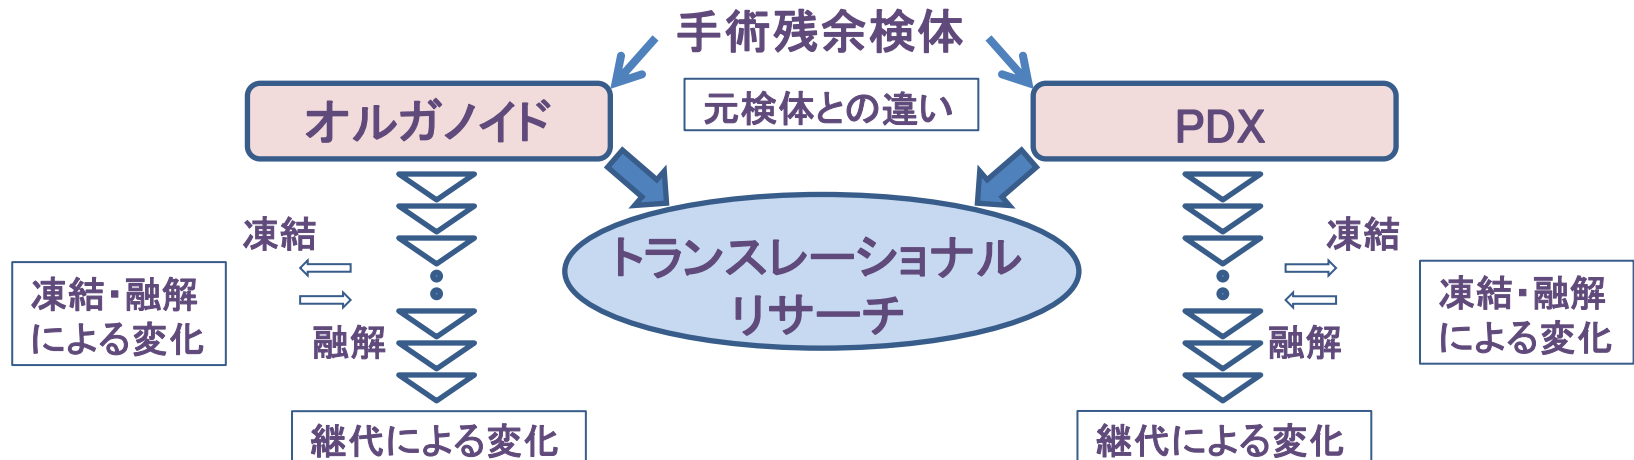 手術残余検体
オルガノイド
元検体との違い
PDX
凍結
凍結
トランスレーショナル
リサーチ
凍結・融解
による変化
融解
融解
凍結・融解
による変化
継代による変化
継代による変化